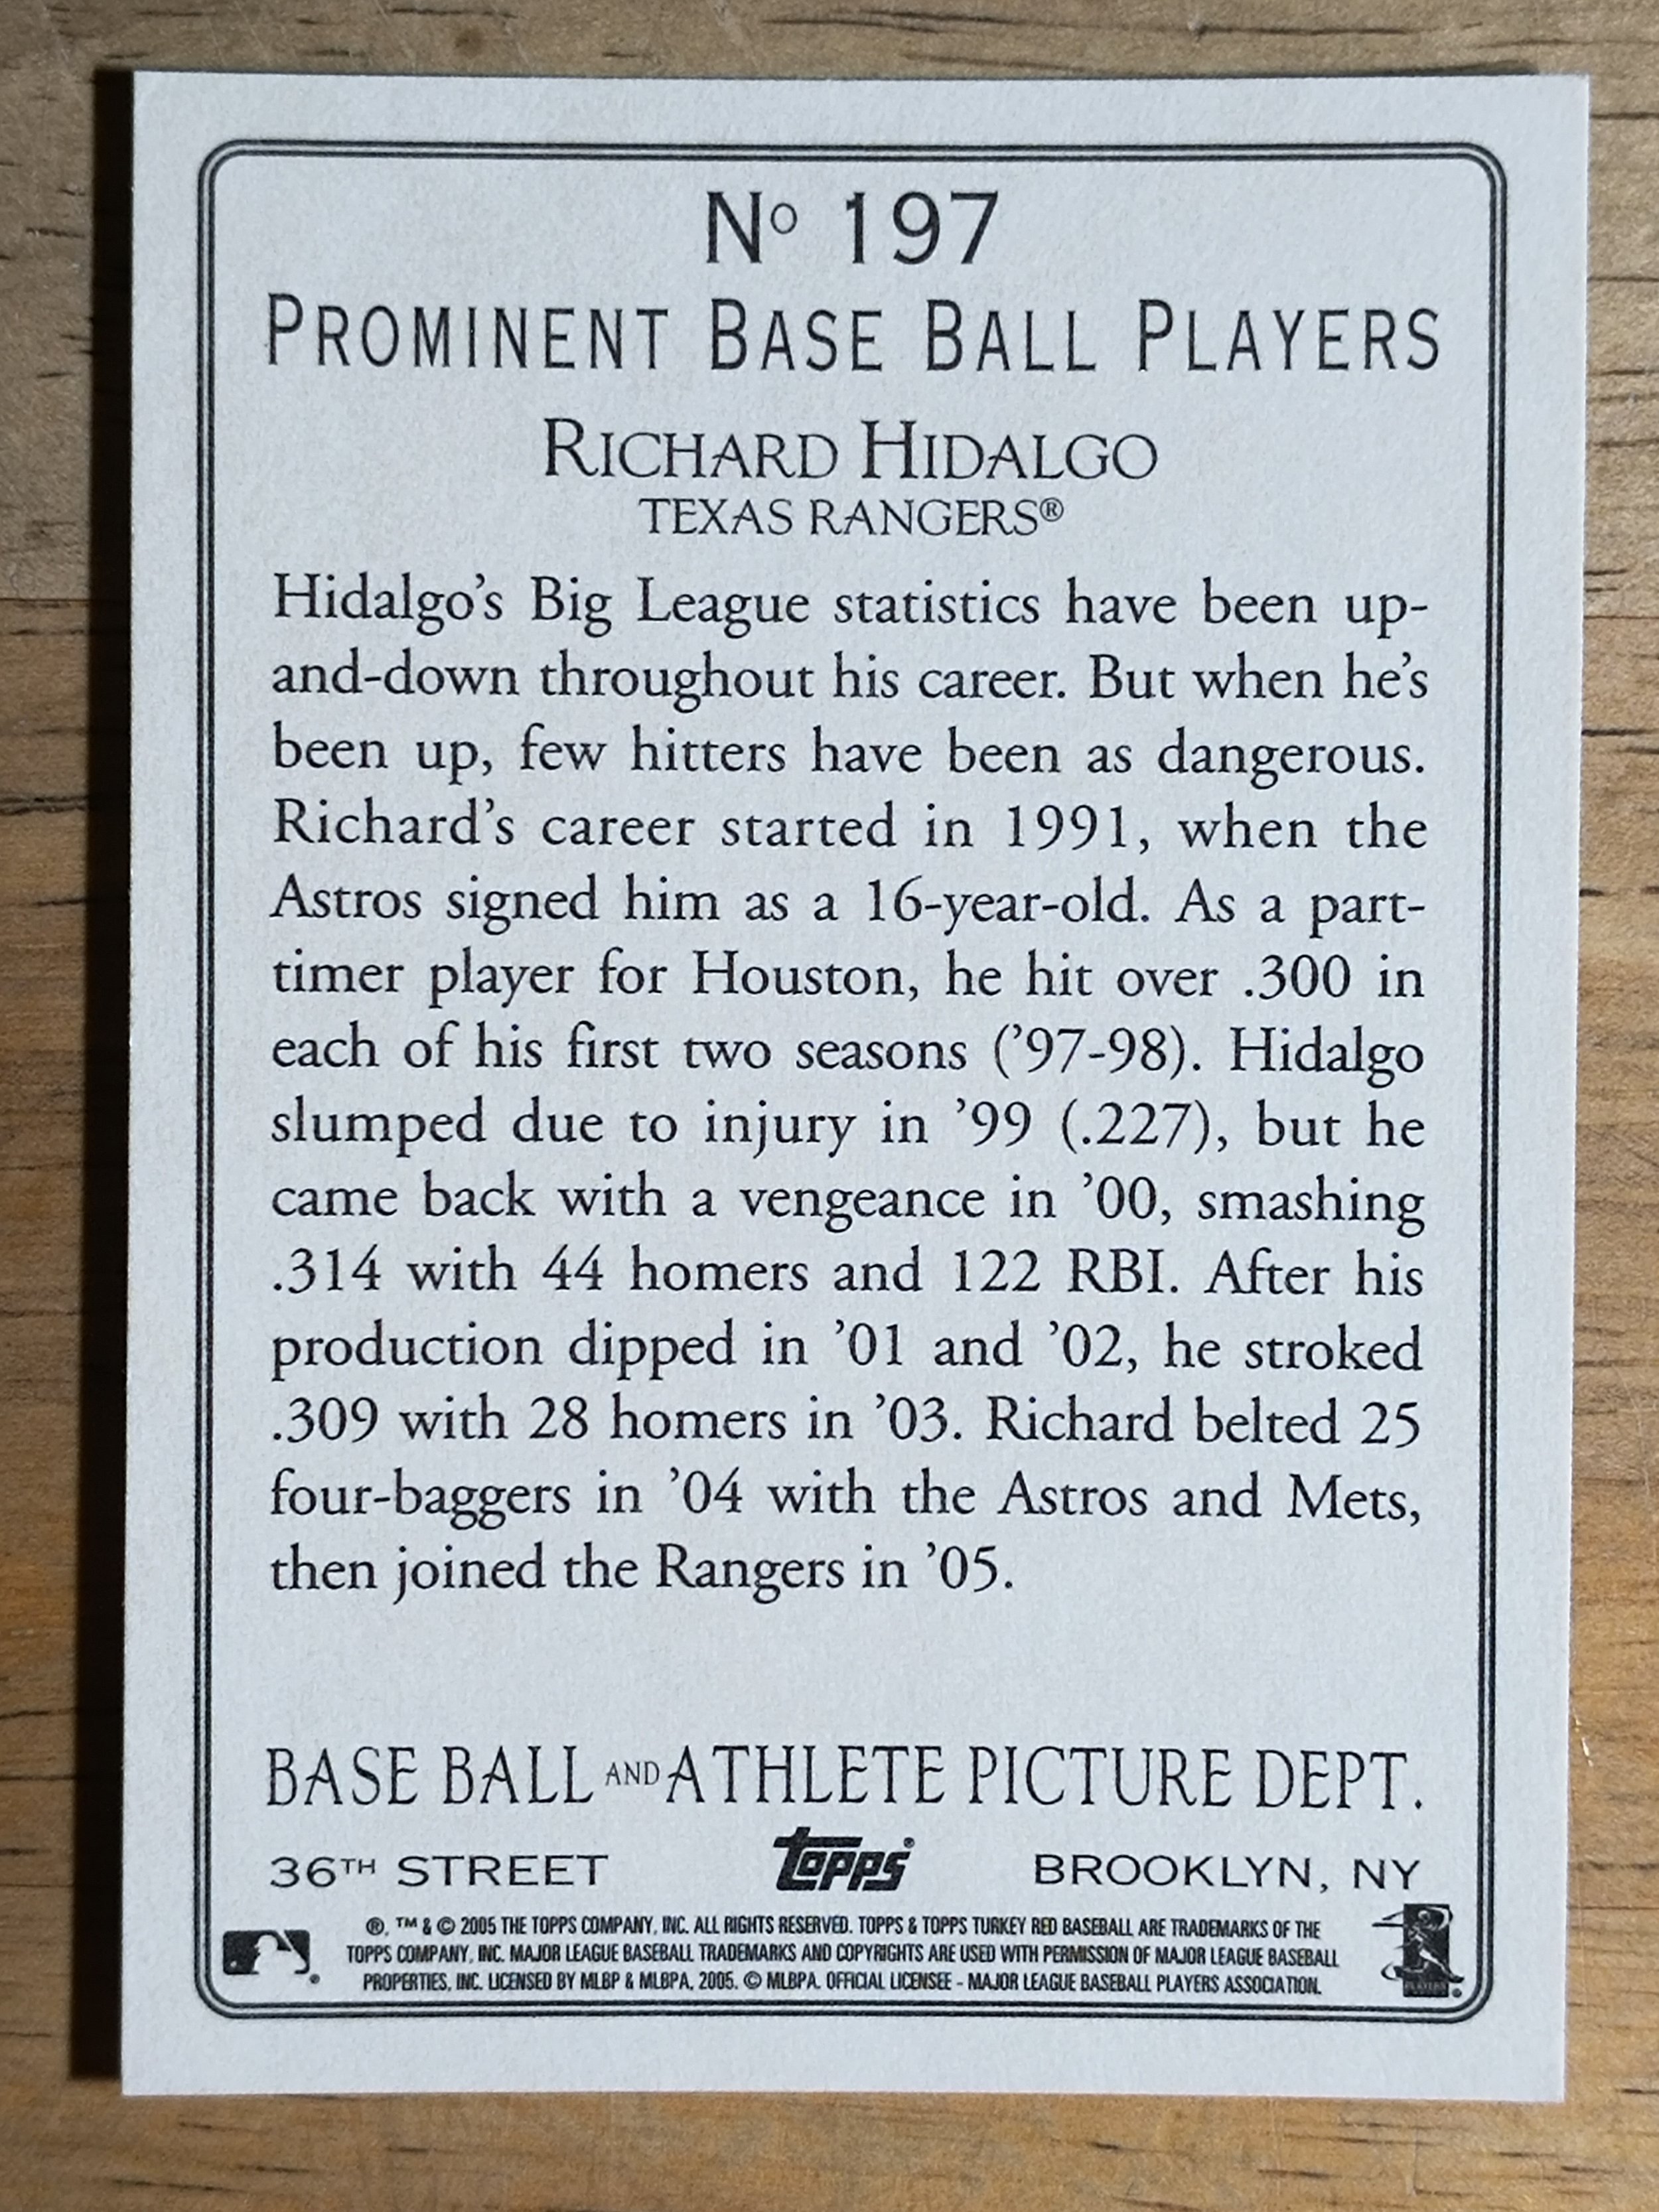 Nº 197
PROMINENT BASE BALL PLAYERS
RICHARD HIDALGO
TEXAS RANGERS®
Hidalgo's Big League statistics have been up-
and-down throughout his career. But when he's
been up, few hitters have been as dangerous.
Richard's career started in 1991, when the
Astros signed him as a 16-year-old. As a part-
timer player for Houston, he hit over .300 in
each of his first two seasons ('97-98). Hidalgo
slumped due to injury in '99 (.227), but he
came back with a vengeance in '00, smashing
.314 with 44 homers and 122 RBI. After his
production dipped in '01 and '02, he stroked
.309 with 28 homers in '03. Richard belted 25
four-baggers in '04 with the Astros and Mets,
then joined the Rangers in '05.
BASE BALL AND ATHLETE PICTURE DEPT.
36TH STREET topps® BROOKLYN, NY
®, ™ & © 2005 THE TOPPS COMPANY, INC. ALL RIGHTS RESERVED. TOPPS & TOPPS TURKEY RED BASEBALL ARE TRADEMARKS OF THE
TOPPS COMPANY, INC. MAJOR LEAGUE BASEBALL TRADEMARKS AND COPYRIGHTS ARE USED WITH PERMISSION OF MAJOR LEAGUE BASEBALL
PROPERTIES, INC. LICENSED BY MLBP & MLBPA, 2005. © MLBPA. OFFICIAL LICENSEE - MAJOR LEAGUE BASEBALL PLAYERS ASSOCIATION.